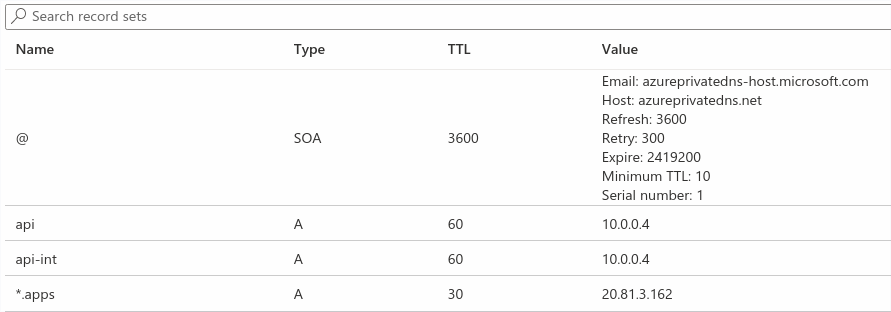 Search record sets
Name Type TTL Value
Email: azureprivatedns-host.microsoft.com
Host: azureprivatedns.net
Refresh: 3600
@ SOA 3600 Retry: 300
Expire: 2419200
Minimum TTL: 10
Serial number: 1
api A 60 10.0.0.4
api-int A 60 10.0.0.4
*.apps A 30 20.81.3.162